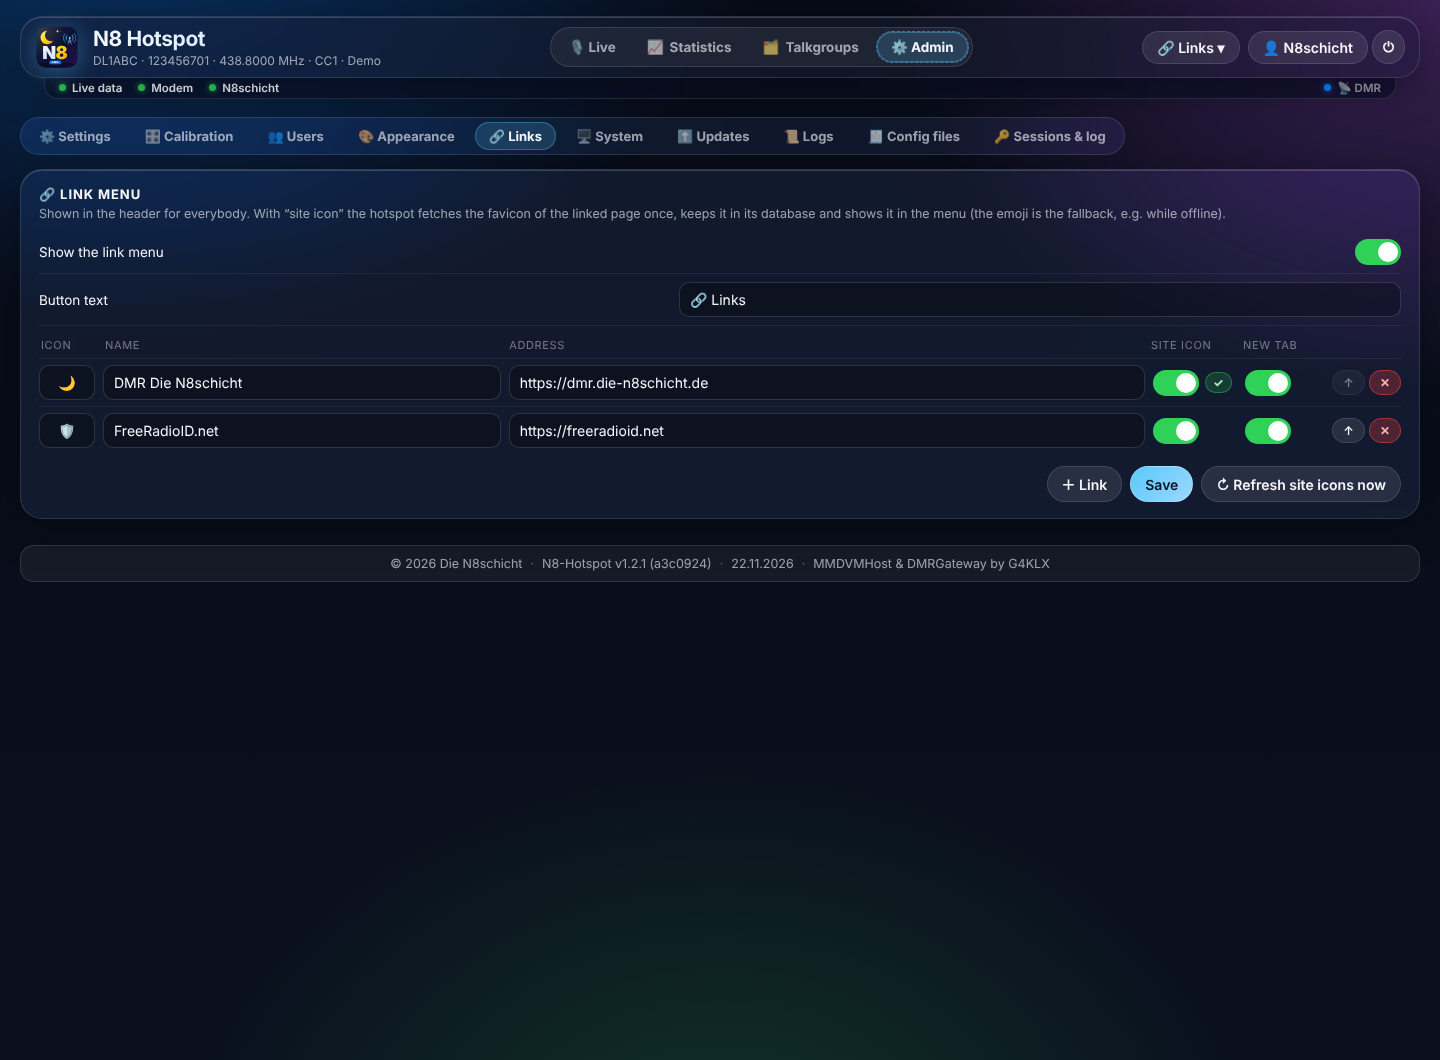 N8
N8 Hotspot
DL1ABC · 123456701 · 438.8000 MHz · CC1 · Demo
🎙️ Live
📈 Statistics
🗂️ Talkgroups
⚙️ Admin
🔗 Links ▾
👤 N8schicht
⏻
Live data
Modem
N8schicht
📡 DMR
⚙️ Settings
🎛️ Calibration
👥 Users
🎨 Appearance
🔗 Links
🖥️ System
⬆️ Updates
📜 Logs
🧾 Config files
🔑 Sessions & log
🔗 LINK MENU
Shown in the header for everybody. With “site icon” the hotspot fetches the favicon of the linked page once, keeps it in its database and shows it in the menu (the emoji is the fallback, e.g. while offline).
Show the link menu
Button text
🔗 Links
ICON NAME ADDRESS SITE ICON NEW TAB
🌙 DMR Die N8schicht https://dmr.die-n8schicht.de ✓ ↑ ✕
🛡️ FreeRadioID.net https://freeradioid.net ↑ ✕
＋ Link
Save
↻ Refresh site icons now
© 2026 Die N8schicht · N8-Hotspot v1.2.1 (a3c0924) · 22.11.2026 · MMDVMHost & DMRGateway by G4KLX